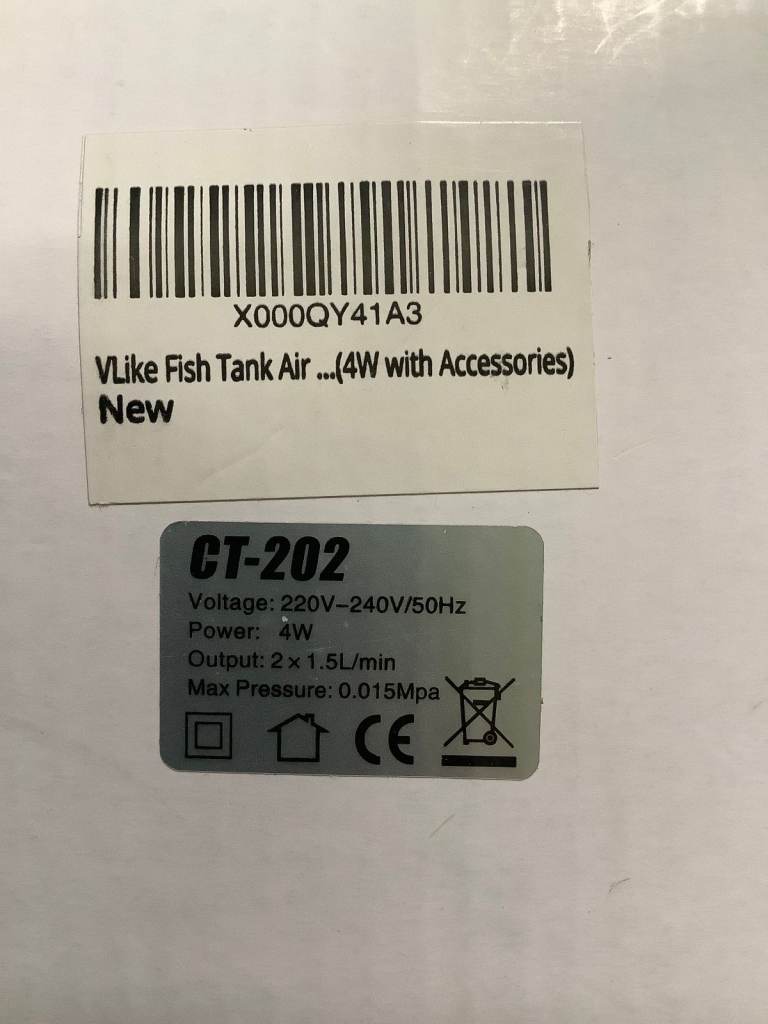 X000QY41A3
VLike Fish Tank Air ...(4W with Accessories)
New
CT-202
Voltage: 220V–240V/50Hz
Power: 4W
Output: 2 x 1.5L/min
Max Pressure: 0.015Mpa
CE